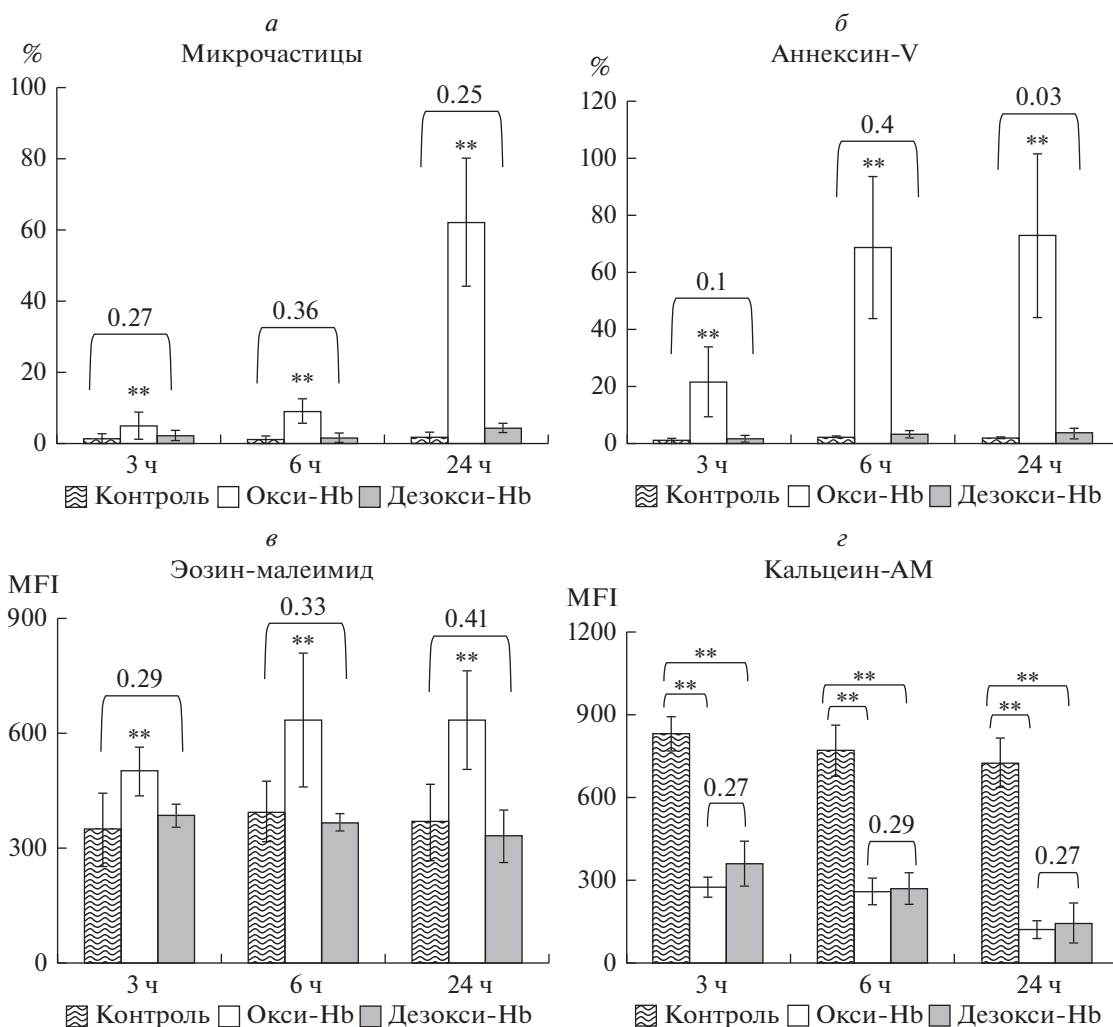 а
Микрочастицы
%
100
80
60
40
20
0
0.27
**
0.36
**
0.25
**
3 ч 6 ч 24 ч
Контроль Окси-Hb Дезокси-Hb
б
Аннексин-V
%
120
100
80
60
40
20
0
0.1
**
0.4
**
0.03
**
3 ч 6 ч 24 ч
Контроль Окси-Hb Дезокси-Hb
в
Эозин-малеимид
MFI
900
600
300
0
0.29
**
0.33
**
0.41
**
3 ч 6 ч 24 ч
Контроль Окси-Hb Дезокси-Hb
г
Кальцеин-АМ
MFI
1200
900
600
300
0
**
**
0.27
**
**
0.29
**
**
0.27
3 ч 6 ч 24 ч
Контроль Окси-Hb Дезокси-Hb